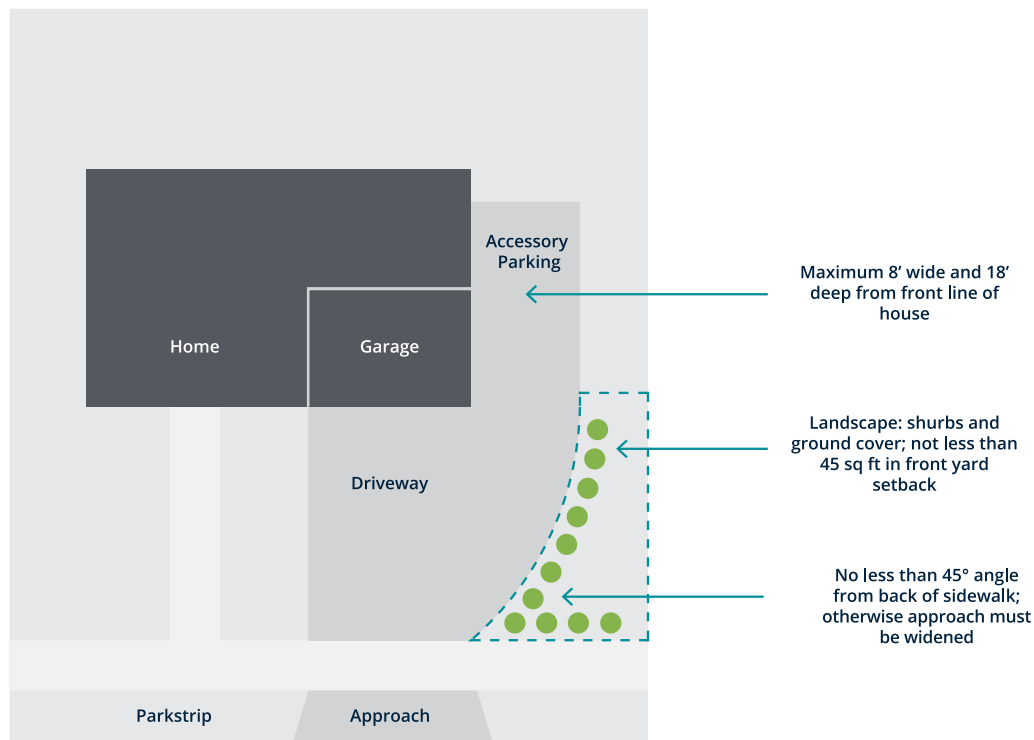 Accessory
Parking
Maximum 8’ wide and 18’
deep from front line of
house
Home
Garage
Landscape: shurbs and
ground cover; not less than
45 sq ft in front yard
setback
Driveway
No less than 45° angle
from back of sidewalk;
otherwise approach must
be widened
Parkstrip
Approach